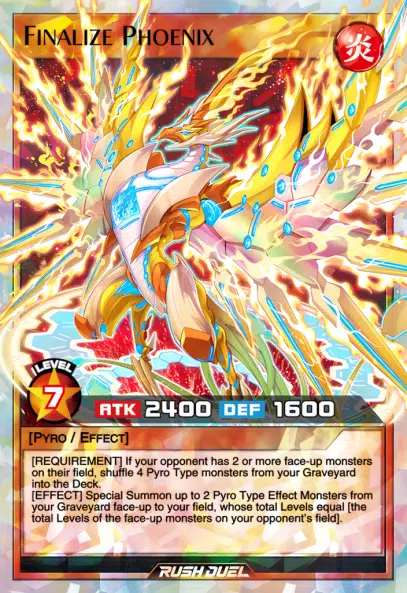 FINALIZE PHOENIX
炎
LEVEL
7
ATK 2400 DEF 1600
[PYRO / EFFECT]
[REQUIREMENT] If your opponent has 2 or more face-up monsters
on their field, shuffle 4 Pyro Type monsters from your Graveyard
into the Deck.
[EFFECT] Special Summon up to 2 Pyro Type Effect Monsters from
your Graveyard face-up to your field, whose total Levels equal [the
total Levels of the face-up monsters on your opponent's field].
RUSH DUEL